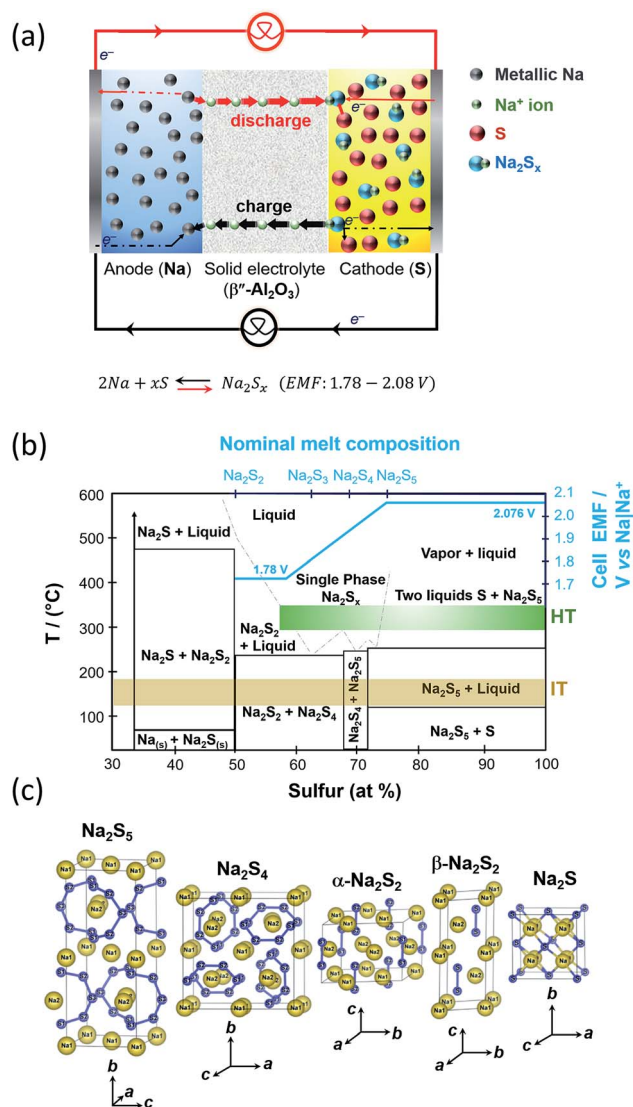 (a)
e⁻
Metallic Na
Na⁺ ion
discharge
e⁻
S
Na₂Sₓ
charge
e⁻
e⁻
Anode (Na)
Solid electrolyte
(β″-Al₂O₃)
Cathode (S)
e⁻
2Na + xS ⇌ Na₂Sₓ (EMF: 1.78 − 2.08 V)
(b)
Nominal melt composition
Na₂S₂ Na₂S₃ Na₂S₄ Na₂S₅
600
500
400
300
200
100
T / (°C)
2.1
2.0
1.9
1.8
1.7
Cell EMF /
V vs Na|Na⁺
Liquid
2.076 V
Na₂S + Liquid
Vapor + liquid
1.78 V
Single Phase
Na₂Sₓ
Two liquids S + Na₂S₅
HT
Na₂S₂
+ Liquid
Na₂S + Na₂S₂
Na₂S₄ + Na₂S₅
Na₂S₅ + Liquid
IT
Na₂S₂ + Na₂S₄
Na₍s₎ + Na₂S₍s₎
Na₂S₅ + S
30 40 50 60 70 80 90 100
Sulfur (at %)
(c)
Na₂S₅
Na₂S₄
α-Na₂S₂
β-Na₂S₂
Na₂S
Na1
Na2
S1
S2
b
a
c
b
a
c
c
b
a
c
b
a
b
a
c